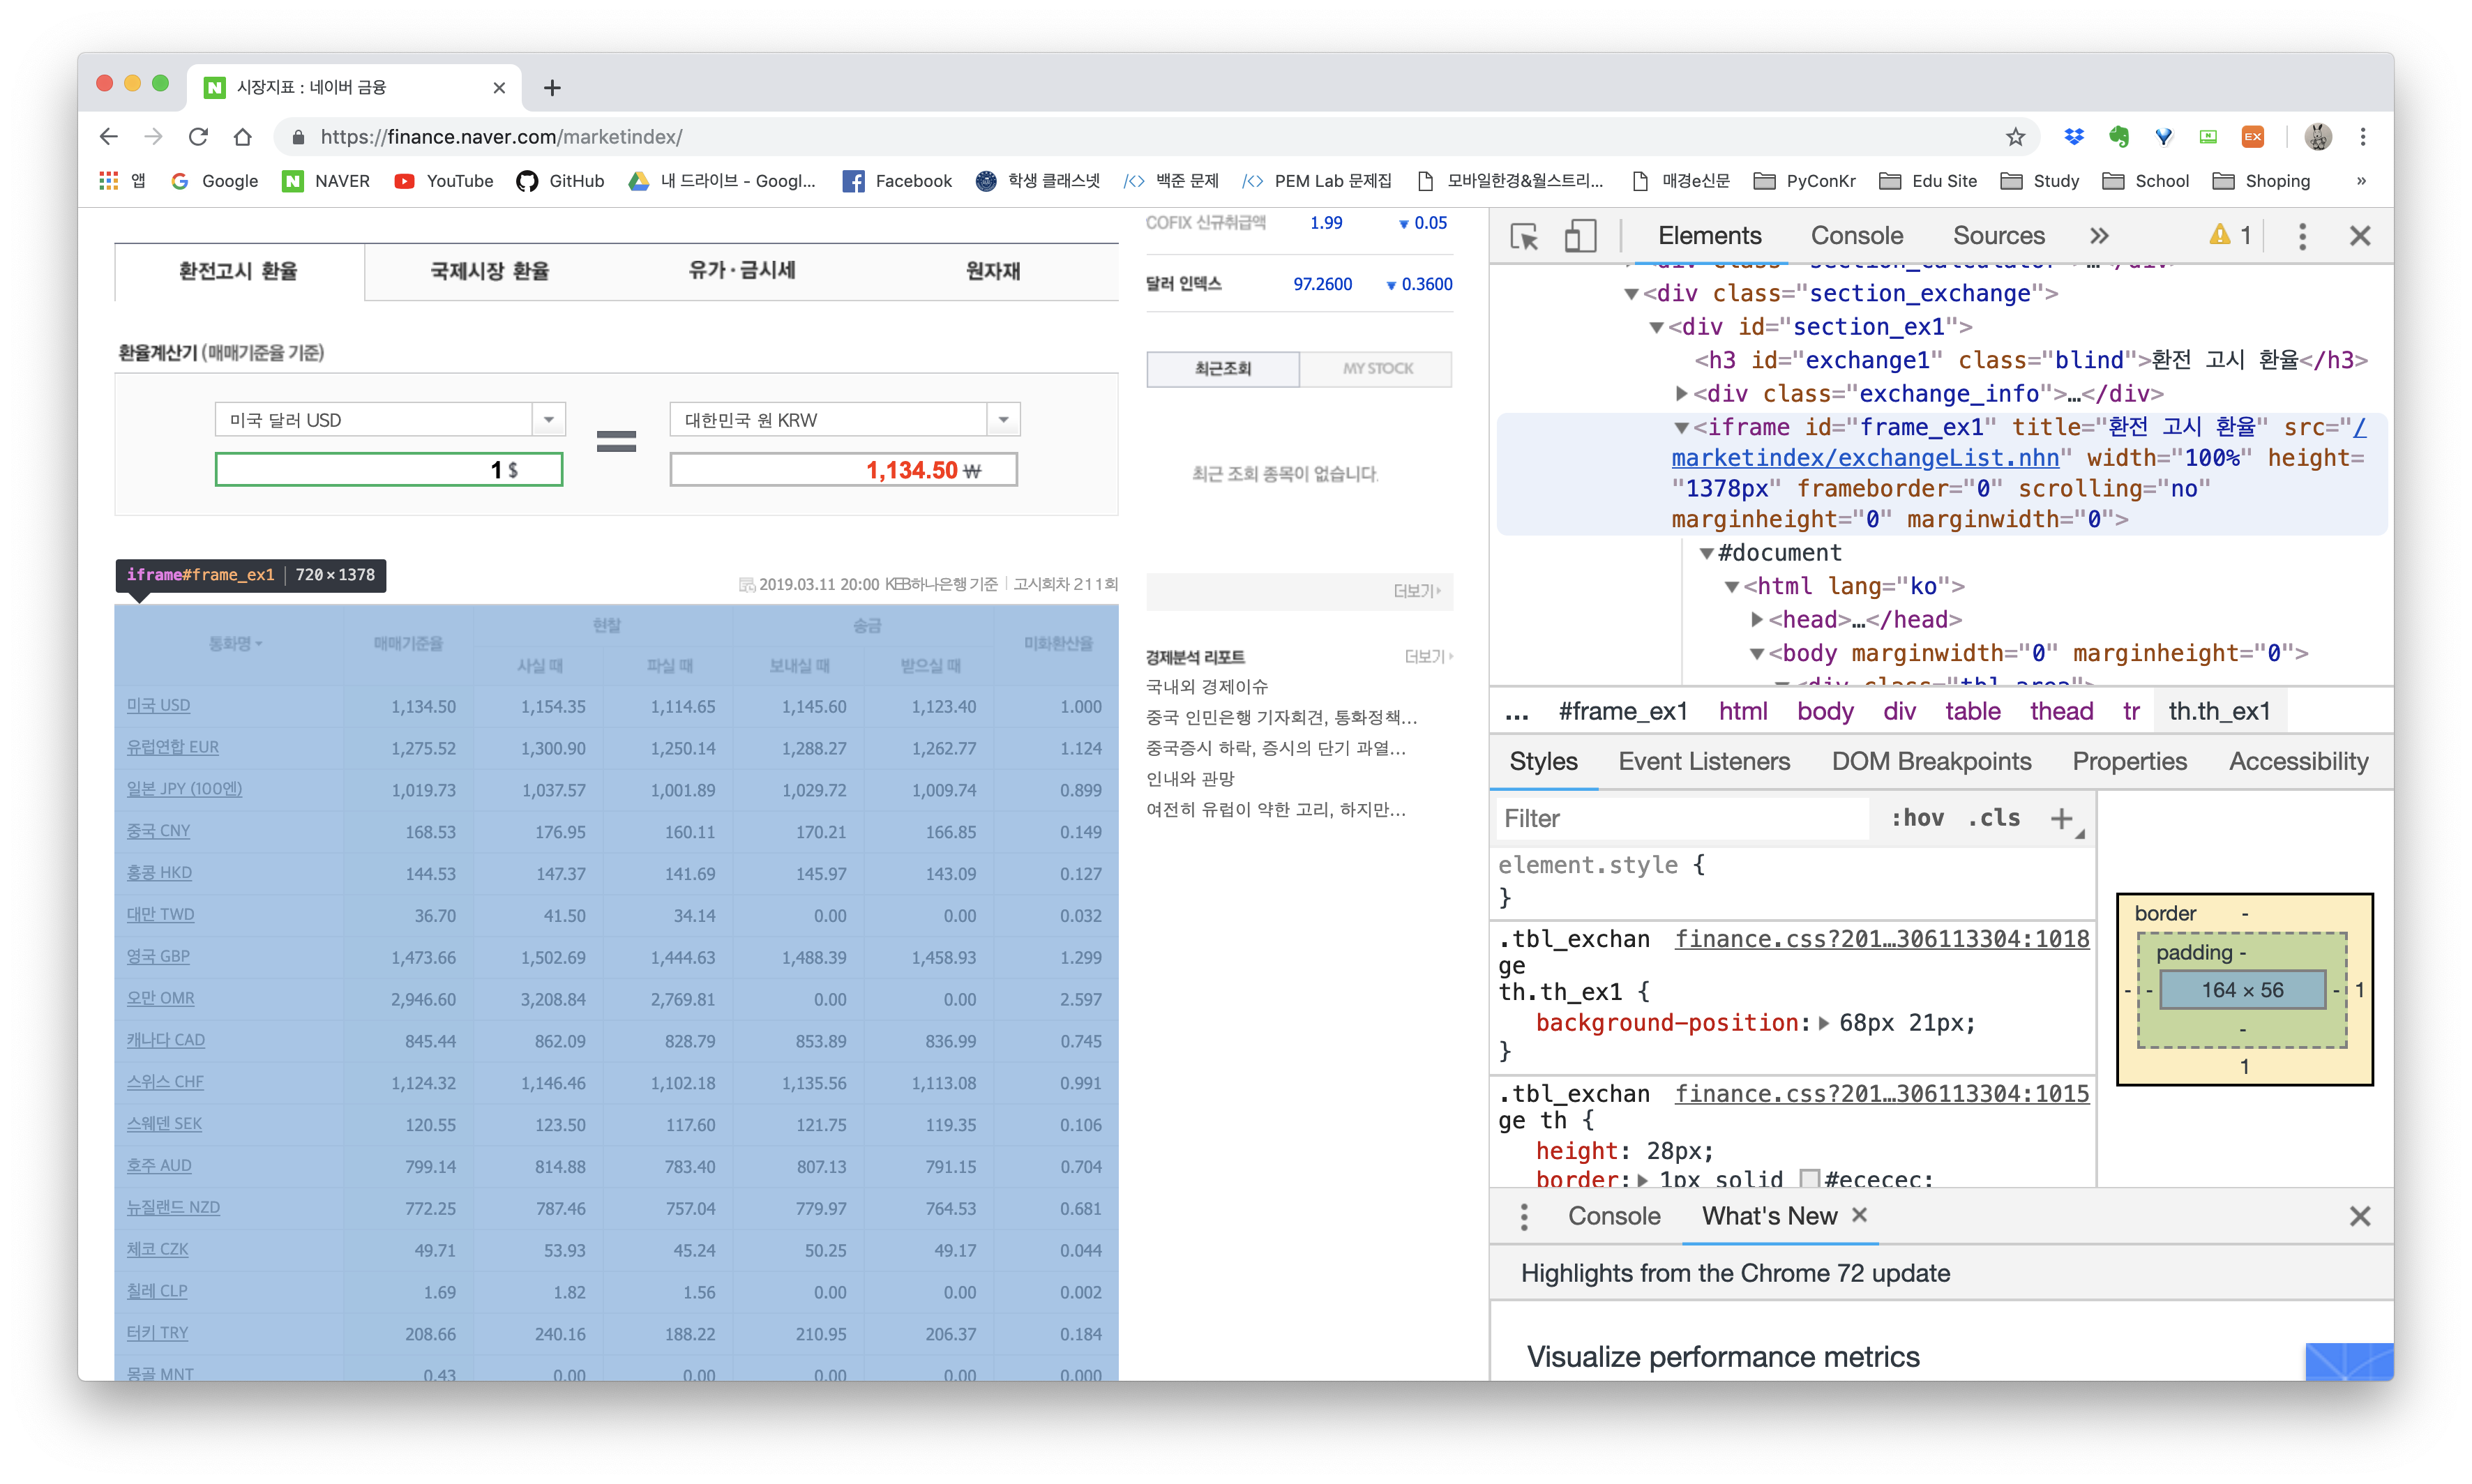 시장지표 : 네이버 금융
https://finance.naver.com/marketindex/
앱 Google NAVER YouTube GitHub 내 드라이브 - Googl... Facebook 학생 클래스넷 백준 문제 PEM Lab 문제집 모바일한경&월스트리... 매경e신문 PyConKr Edu Site Study School Shoping »
환전고시 환율 국제시장 환율 유가·금시세 원자재
환율계산기 (매매기준율 기준)
미국 달러 USD = 대한민국 원 KRW
1 $ 1,134.50 ₩
iframe#frame_ex1 720 × 1378
2019.03.11 20:00 KEB하나은행 기준 고시회차 211회
통화명 매매기준율 현찰 송금 미화환산율
사실 때 파실 때 보내실 때 받으실 때
미국 USD 1,134.50 1,154.35 1,114.65 1,145.60 1,123.40 1.000
유럽연합 EUR 1,275.52 1,300.90 1,250.14 1,288.27 1,262.77 1.124
일본 JPY (100엔) 1,019.73 1,037.57 1,001.89 1,029.72 1,009.74 0.899
중국 CNY 168.53 176.95 160.11 170.21 166.85 0.149
홍콩 HKD 144.53 147.37 141.69 145.97 143.09 0.127
대만 TWD 36.70 41.50 34.14 0.00 0.00 0.032
영국 GBP 1,473.66 1,502.69 1,444.63 1,488.39 1,458.93 1.299
오만 OMR 2,946.60 3,208.84 2,769.81 0.00 0.00 2.597
캐나다 CAD 845.44 862.09 828.79 853.89 836.99 0.745
스위스 CHF 1,124.32 1,146.46 1,102.18 1,135.56 1,113.08 0.991
스웨덴 SEK 120.55 123.50 117.60 121.75 119.35 0.106
호주 AUD 799.14 814.88 783.40 807.13 791.15 0.704
뉴질랜드 NZD 772.25 787.46 757.04 779.97 764.53 0.681
체코 CZK 49.71 53.93 45.24 50.25 49.17 0.044
칠레 CLP 1.69 1.82 1.56 0.00 0.00 0.002
터키 TRY 208.66 240.16 188.22 210.95 206.37 0.184
몽골 MNT 0.43 0.00 0.00 0.00 0.00 0.000
COFIX 신규취급액 1.99 ▼ 0.05
달러 인덱스 97.2600 ▼ 0.3600
최근조회 MY STOCK
최근 조회 종목이 없습니다.
더보기
경제분석 리포트 더보기
국내외 경제이슈
중국 인민은행 기자회견, 통화정책...
중국증시 하락, 증시의 단기 과열...
인내와 관망
여전히 유럽이 약한 고리, 하지만...
Elements Console Sources » 1
<div class="section_calculator">…</div>
▼<div class="section_exchange">
▼<div id="section_ex1">
<h3 id="exchange1" class="blind">환전 고시 환율</h3>
▶<div class="exchange_info">…</div>
▼<iframe id="frame_ex1" title="환전 고시 환율" src="/
marketindex/exchangeList.nhn" width="100%" height=
"1378px" frameborder="0" scrolling="no"
marginheight="0" marginwidth="0">
▼#document
▼<html lang="ko">
▶<head>…</head>
▼<body marginwidth="0" marginheight="0">
▼<div class="tbl_area">
... #frame_ex1 html body div table thead tr th.th_ex1
Styles Event Listeners DOM Breakpoints Properties Accessibility
Filter :hov .cls +
element.style {
}
.tbl_exchan finance.css?201…306113304:1018
ge
th.th_ex1 {
background-position: ▶ 68px 21px;
}
.tbl_exchan finance.css?201…306113304:1015
ge th {
height: 28px;
border: ▶ 1px solid #ececec;
border -
padding -
- - 164 × 56 - 1
-
1
Console What's New ×
Highlights from the Chrome 72 update
Visualize performance metrics